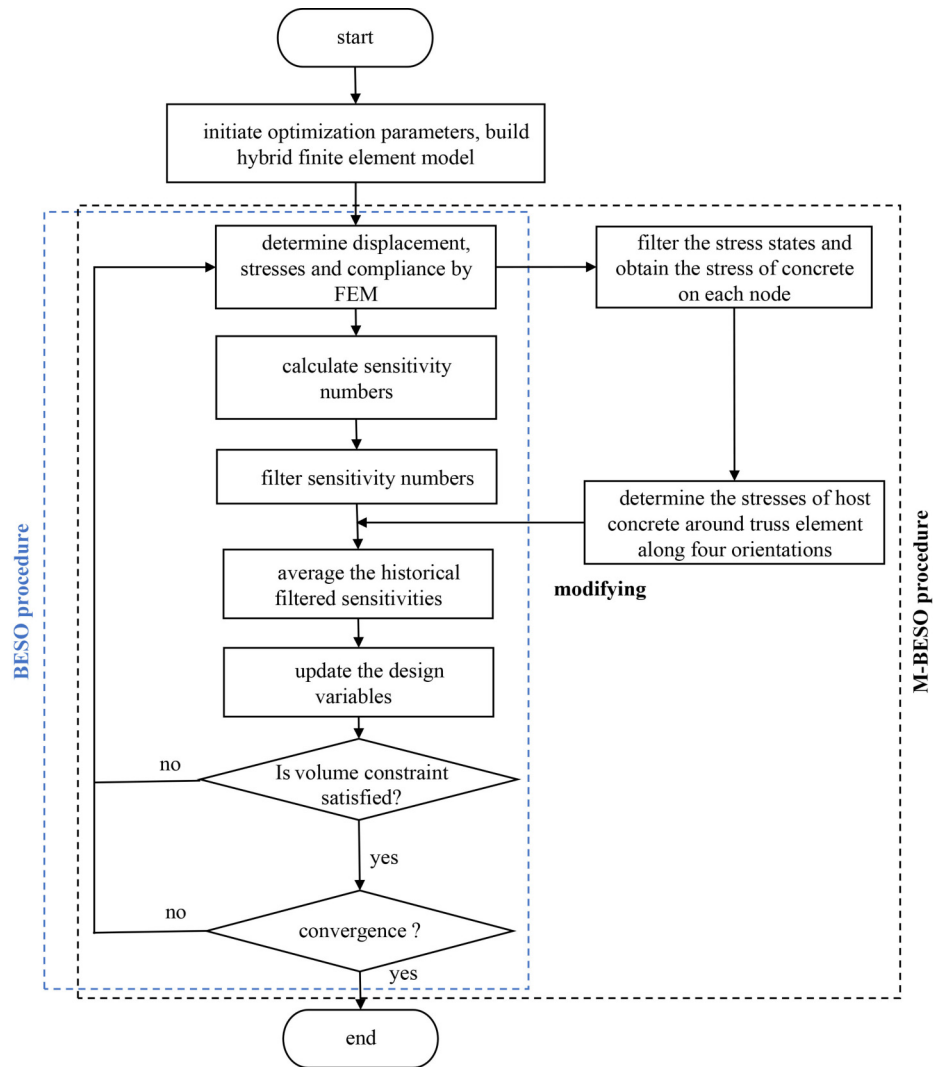 start
initiate optimization parameters, build
hybrid finite element model
determine displacement,
stresses and compliance by
FEM
filter the stress states and
obtain the stress of concrete
on each node
calculate sensitivity
numbers
filter sensitivity numbers
determine the stresses of host
concrete around truss element
along four orientations
modifying
average the historical
filtered sensitivities
update the design
variables
Is volume constraint
satisfied?
no
yes
convergence ?
no
yes
end
BESO procedure
M-BESO procedure